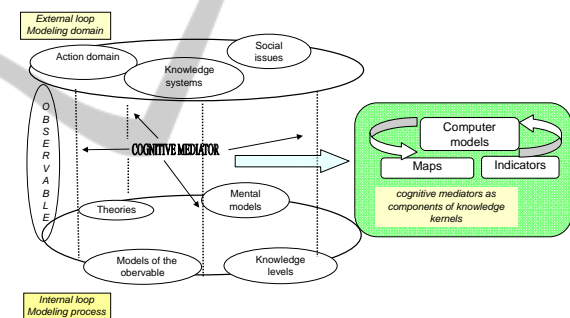 External loop
Modeling domain
Action domain
Social
issues
Knowledge
systems
O
B
S
E
R
V
A
B
L
E
COGNITIVE MEDIATOR
Computer
models
Maps
Indicators
cognitive mediators as
components of knowledge
kernels
Theories
Mental
models
Models of the
obervable
Knowledge
levels
Internal loop
Modeling process